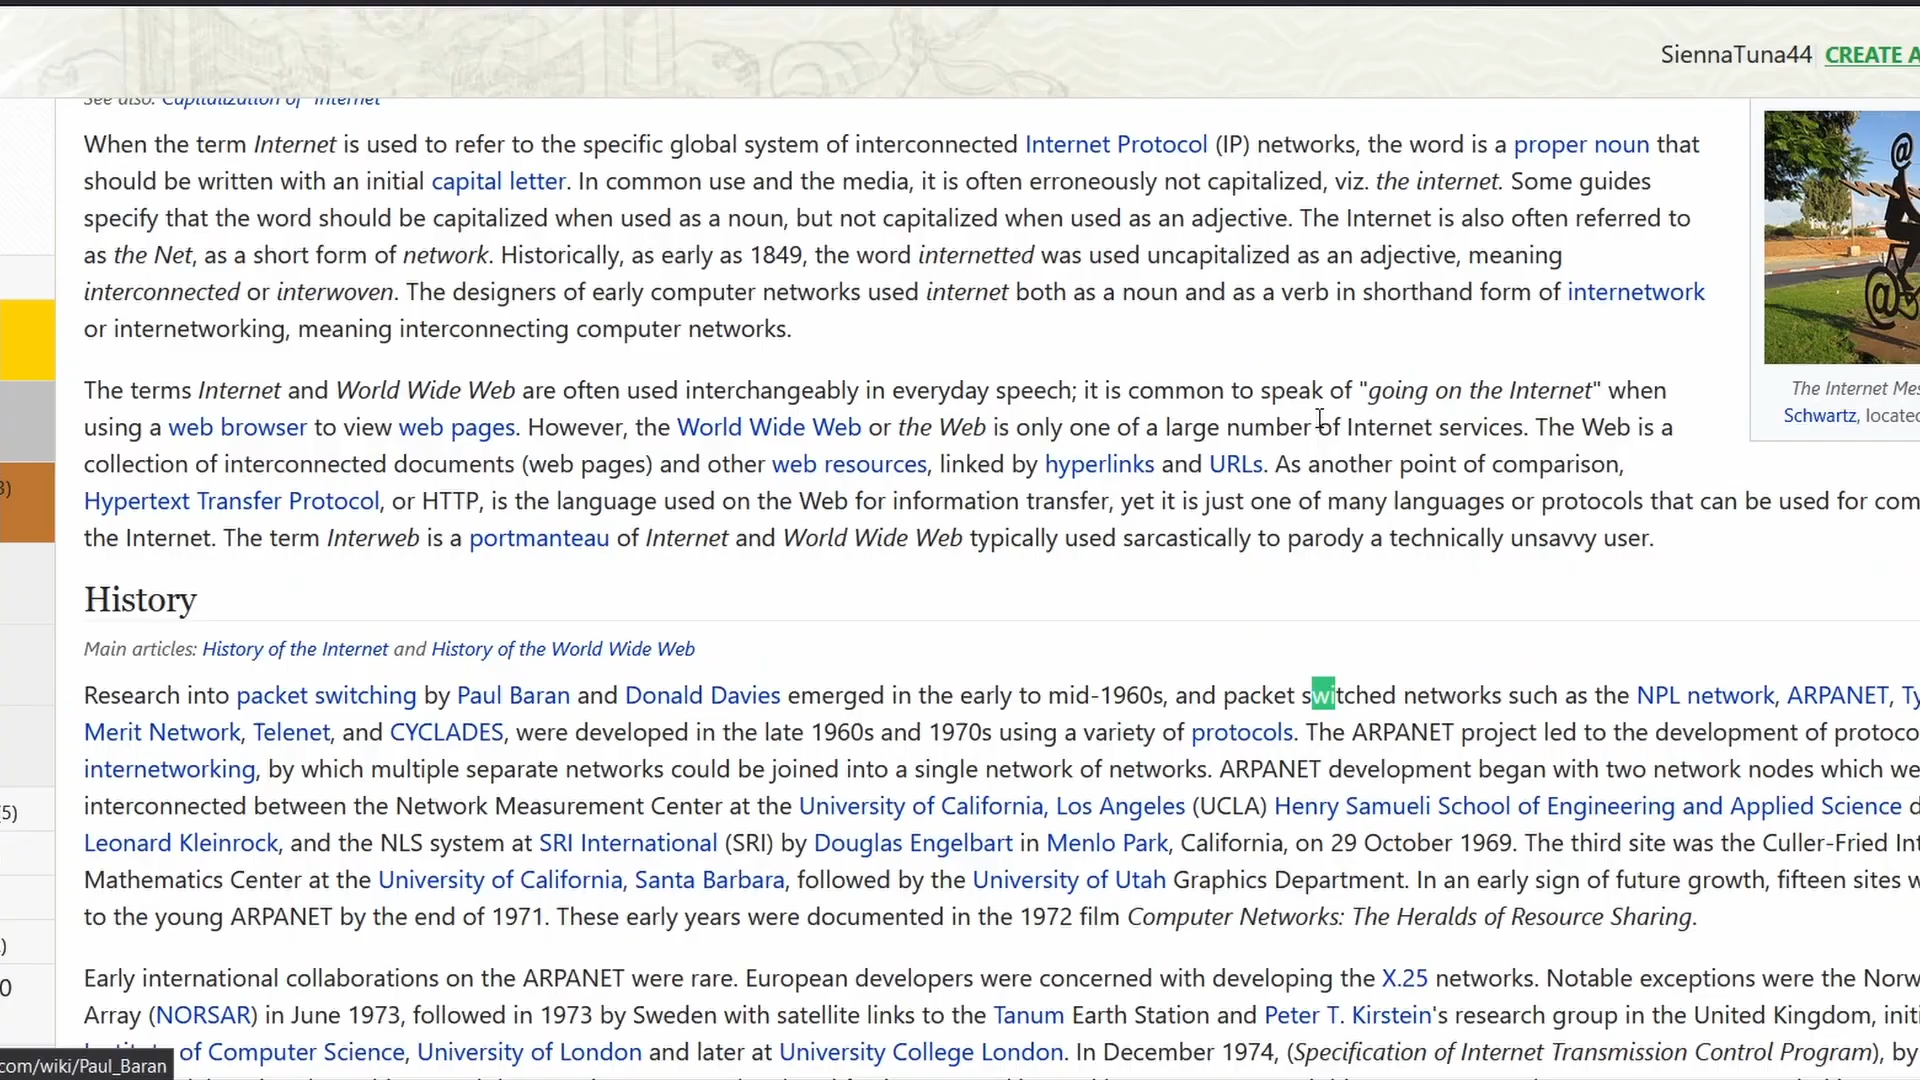 SiennaTuna44 CREATE A
See also: Capitalization of "Internet"
When the term Internet is used to refer to the specific global system of interconnected Internet Protocol (IP) networks, the word is a proper noun that
should be written with an initial capital letter. In common use and the media, it is often erroneously not capitalized, viz. the internet. Some guides
specify that the word should be capitalized when used as a noun, but not capitalized when used as an adjective. The Internet is also often referred to
as the Net, as a short form of network. Historically, as early as 1849, the word internetted was used uncapitalized as an adjective, meaning
interconnected or interwoven. The designers of early computer networks used internet both as a noun and as a verb in shorthand form of internetwork
or internetworking, meaning interconnecting computer networks.
The Internet Mes
Schwartz, located
The terms Internet and World Wide Web are often used interchangeably in everyday speech; it is common to speak of "going on the Internet" when
using a web browser to view web pages. However, the World Wide Web or the Web is only one of a large number of Internet services. The Web is a
collection of interconnected documents (web pages) and other web resources, linked by hyperlinks and URLs. As another point of comparison,
Hypertext Transfer Protocol, or HTTP, is the language used on the Web for information transfer, yet it is just one of many languages or protocols that can be used for com
the Internet. The term Interweb is a portmanteau of Internet and World Wide Web typically used sarcastically to parody a technically unsavvy user.
History
Main articles: History of the Internet and History of the World Wide Web
Research into packet switching by Paul Baran and Donald Davies emerged in the early to mid-1960s, and packet switched networks such as the NPL network, ARPANET, Ty
Merit Network, Telenet, and CYCLADES, were developed in the late 1960s and 1970s using a variety of protocols. The ARPANET project led to the development of protoco
internetworking, by which multiple separate networks could be joined into a single network of networks. ARPANET development began with two network nodes which we
interconnected between the Network Measurement Center at the University of California, Los Angeles (UCLA) Henry Samueli School of Engineering and Applied Science d
Leonard Kleinrock, and the NLS system at SRI International (SRI) by Douglas Engelbart in Menlo Park, California, on 29 October 1969. The third site was the Culler-Fried Int
Mathematics Center at the University of California, Santa Barbara, followed by the University of Utah Graphics Department. In an early sign of future growth, fifteen sites w
to the young ARPANET by the end of 1971. These early years were documented in the 1972 film Computer Networks: The Heralds of Resource Sharing.
Early international collaborations on the ARPANET were rare. European developers were concerned with developing the X.25 networks. Notable exceptions were the Norw
Array (NORSAR) in June 1973, followed in 1973 by Sweden with satellite links to the Tanum Earth Station and Peter T. Kirstein's research group in the United Kingdom, initi
of Computer Science, University of London and later at University College London. In December 1974, (Specification of Internet Transmission Control Program), by
3)
5)
)
0
com/wiki/Paul_Baran